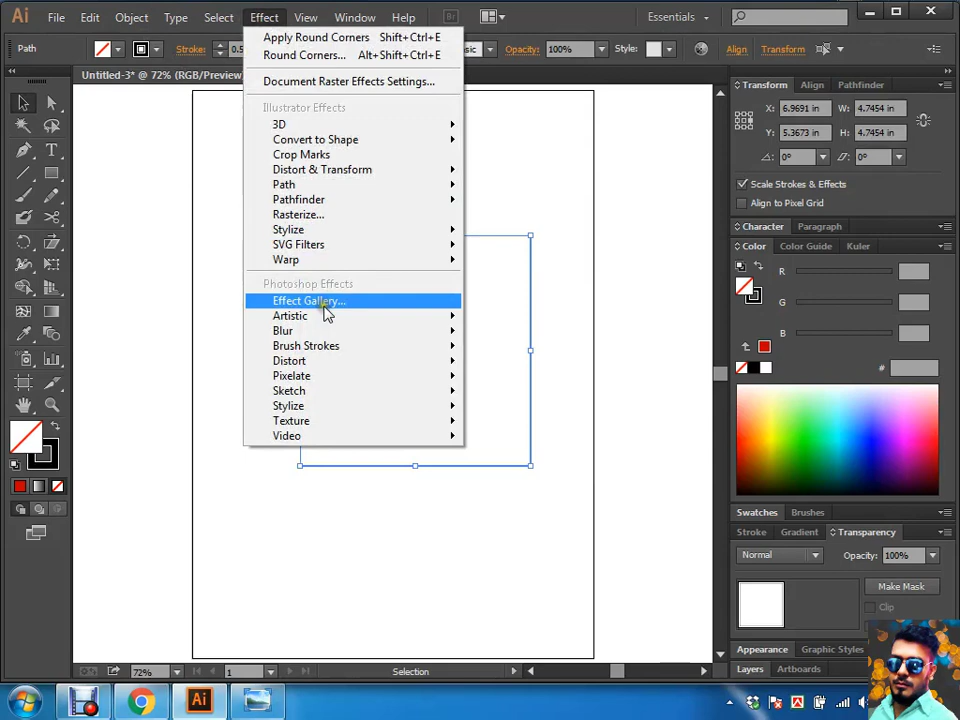 Ai File Edit Object Type Select Effect View Window Help Br Essentials
Path Stroke: 0.5 Opacity: 100% Style: Align Transform
Untitled-3* @ 72% (RGB/Preview)
Apply Round Corners Shift+Ctrl+E
Round Corners... Alt+Shift+Ctrl+E
Document Raster Effects Settings...
Illustrator Effects
3D
Convert to Shape
Crop Marks
Distort & Transform
Path
Pathfinder
Rasterize...
Stylize
SVG Filters
Warp
Photoshop Effects
Effect Gallery...
Artistic
Blur
Brush Strokes
Distort
Pixelate
Sketch
Stylize
Texture
Video
Transform Align Pathfinder
X: 6.9691 W: 4.7454
Y: 5.3673 H: 4.7454
0° 0°
Scale Strokes & Effects
Align to Pixel Grid
Character Paragraph
Color Color Guide Kuler
R
G
B
#
Swatches Brushes
Stroke Gradient Transparency
Normal Opacity: 100%
Make Mask
Clip
Appearance Graphic Styles
Layers Artboards
72% 1 Selection
Ai